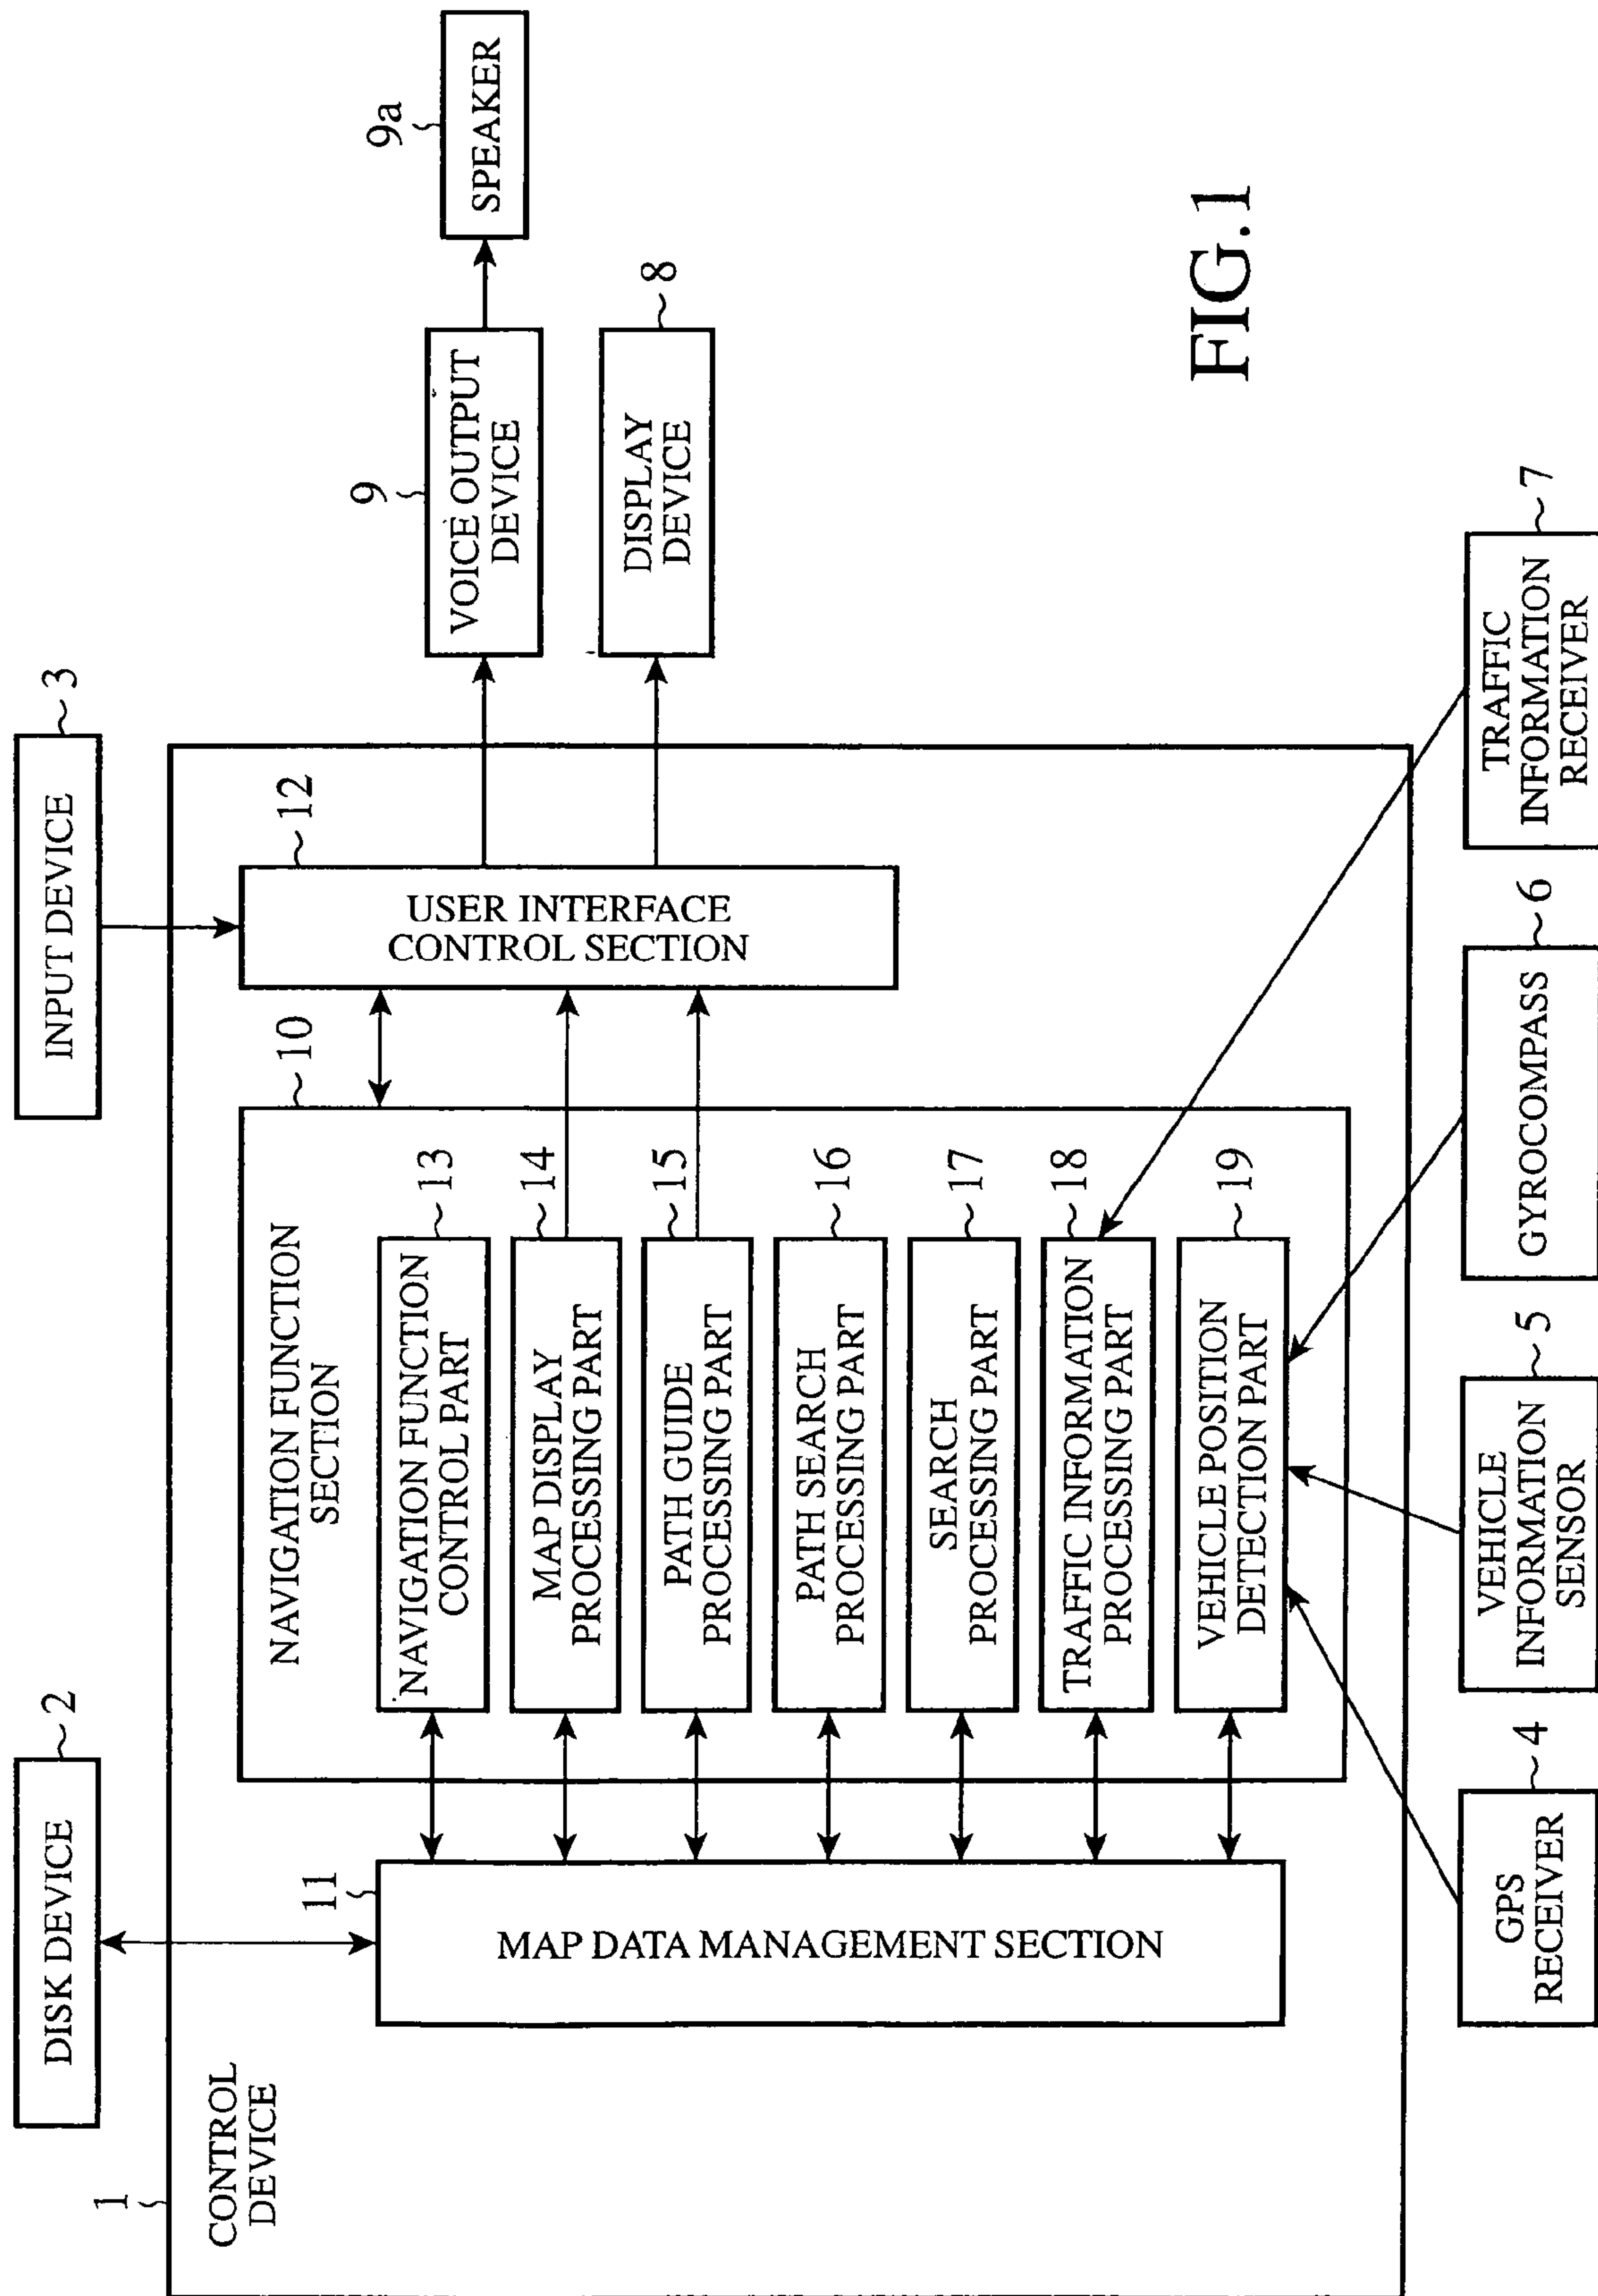 1
CONTROL
DEVICE
DISK DEVICE
2
INPUT DEVICE
3
11
MAP DATA MANAGEMENT SECTION
10
NAVIGATION FUNCTION
SECTION
NAVIGATION FUNCTION
CONTROL PART
13
MAP DISPLAY
PROCESSING PART
14
PATH GUIDE
PROCESSING PART
15
PATH SEARCH
PROCESSING PART
16
SEARCH
PROCESSING PART
17
TRAFFIC INFORMATION
PROCESSING PART
18
VEHICLE POSITION
DETECTION PART
19
12
USER INTERFACE
CONTROL SECTION
9
VOICE OUTPUT
DEVICE
9a
SPEAKER
DISPLAY
DEVICE
8
GPS
RECEIVER
4
VEHICLE
INFORMATION
SENSOR
5
GYROCOMPASS
6
TRAFFIC
INFORMATION
RECEIVER
7
FIG.1